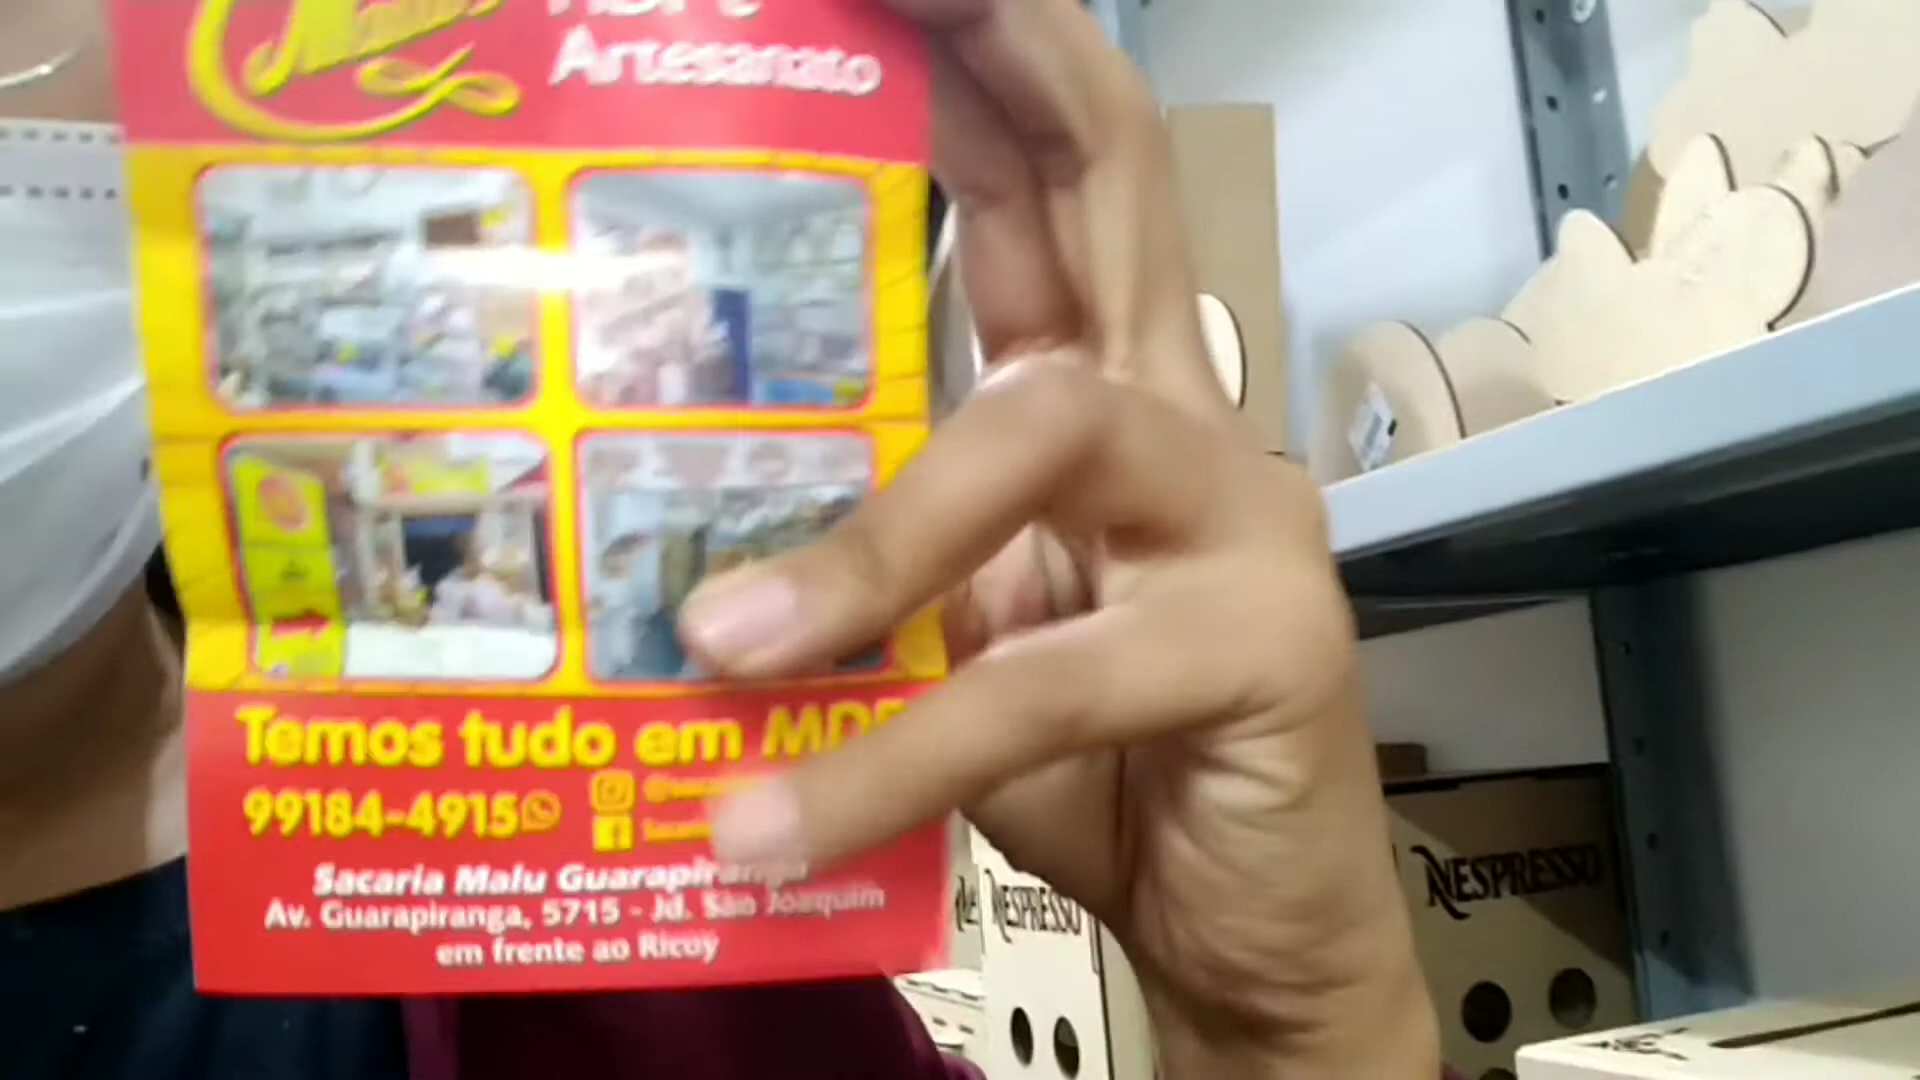 Artesanato
Temos tudo em MDF
99184-4915
Sacaria Malu Guarapiranga
Av. Guarapiranga, 5715 - Jd. São Joaquim
em frente ao Ricoy
NESPRESSO
NESPRESSO